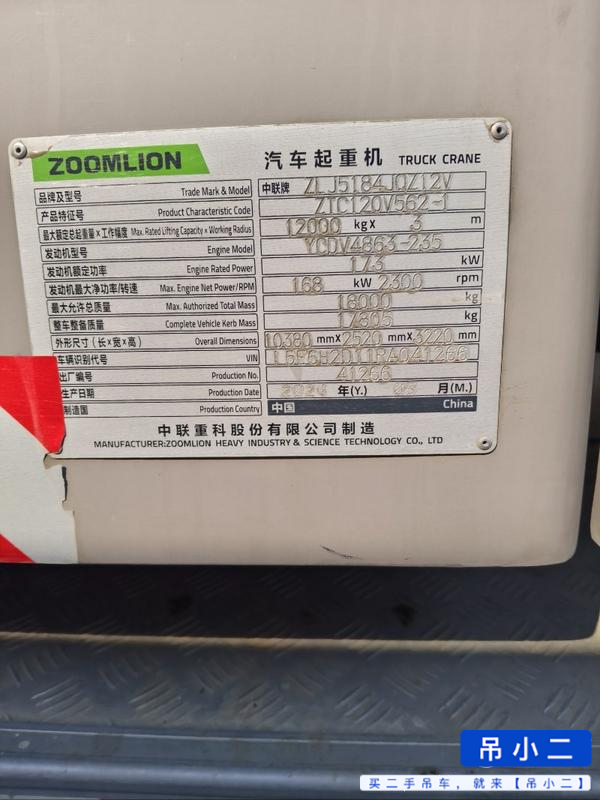 ZOOMLION 汽车起重机 TRUCK CRANE
品牌及型号 Trade Mark & Model 中联牌 ZLJ5184JQZ12V
产品特征号 Product Characteristic Code ZTC120V562-1
最大额定总起重量×工作幅度 Max. Rated Lifting Capacity × Working Radius 12000 kg× 3 m
发动机型号 Engine Model YCDV4863-235
发动机额定功率 Engine Rated Power 173 kW
发动机最大净功率/转速 Max. Engine Net Power/RPM 168 kW 2300 rpm
最大允许总质量 Max. Authorized Total Mass 18000 kg
整车整备质量 Complete Vehicle Kerb Mass 17805 kg
外形尺寸（长×宽×高） Overall Dimensions 10380 mm× 2520 mm× 3220 mm
车辆识别代号 VIN
出厂编号 Production No. 41266
生产日期 Production Date 年(Y.) 月(M.)
制造国 Production Country 中国 China
中联重科股份有限公司制造
MANUFACTURER:ZOOMLION HEAVY INDUSTRY & SCIENCE TECHNOLOGY CO., LTD
吊小二
买二手吊车，就来【吊小二】